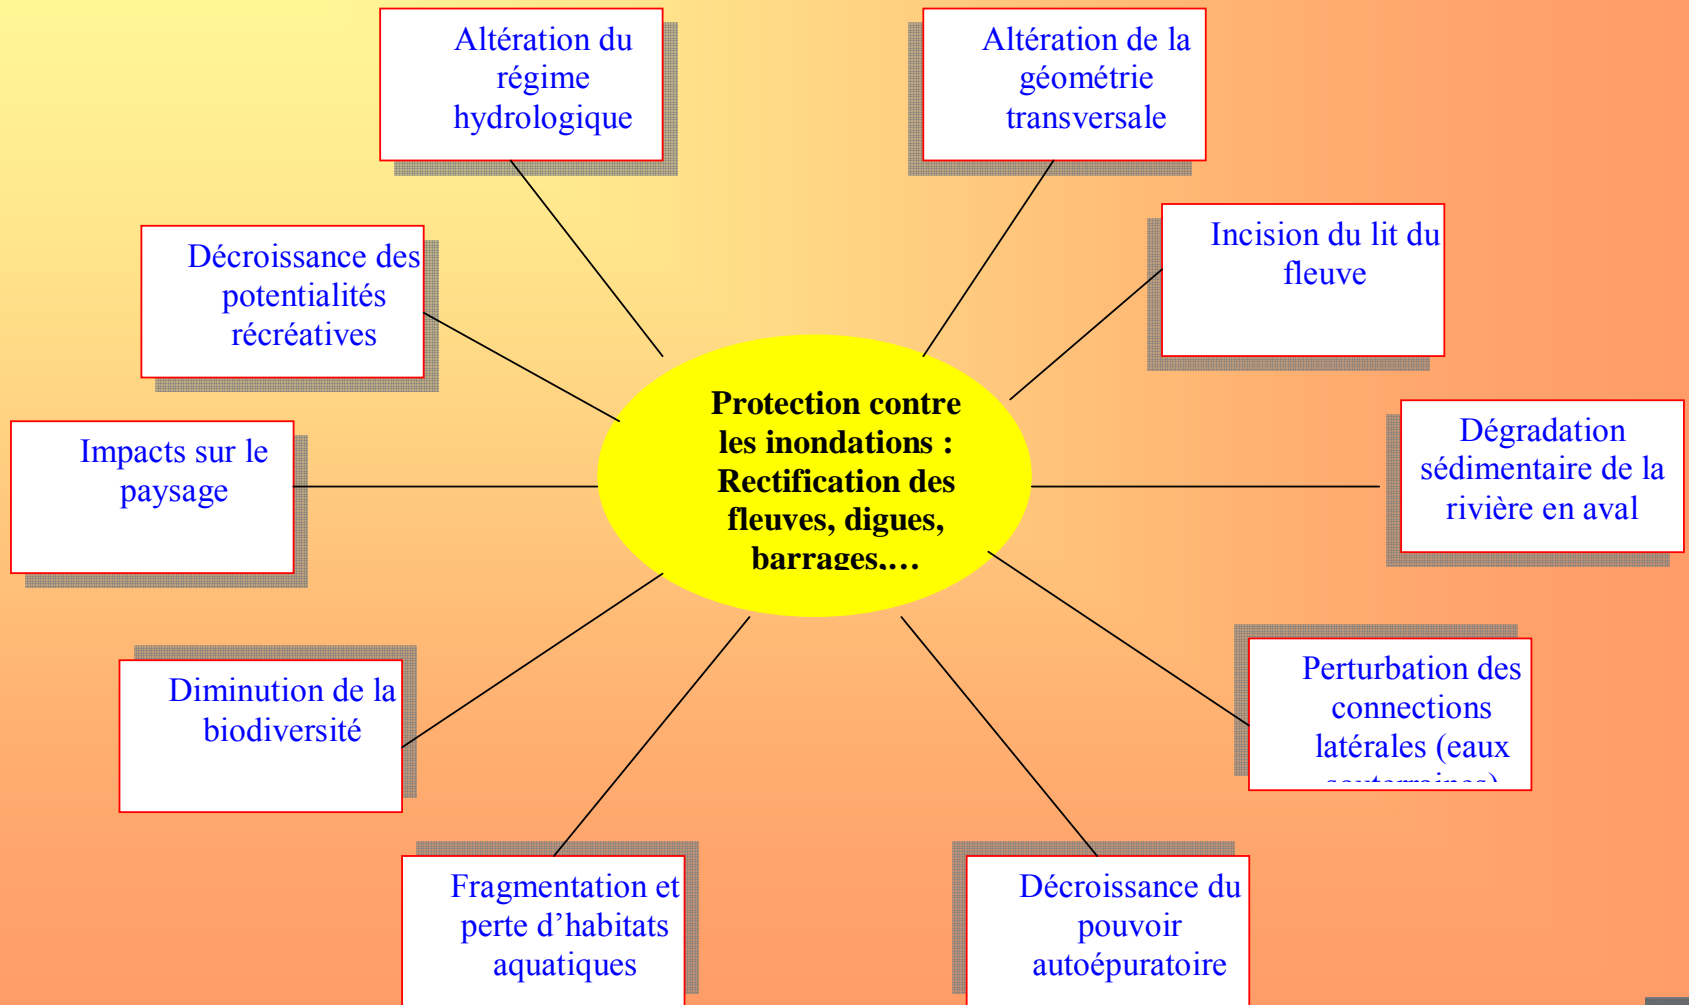 Altération du
régime
hydrologique
Altération de la
géométrie
transversale
Incision du lit du
fleuve
Décroissance des
potentialités
récréatives
Protection contre
les inondations :
Rectification des
fleuves, digues,
barrages,…
Dégradation
sédimentaire de la
rivière en aval
Impacts sur le
paysage
Perturbation des
connections
latérales (eaux
souterraines)
Diminution de la
biodiversité
Fragmentation et
perte d’habitats
aquatiques
Décroissance du
pouvoir
autoépuratoire